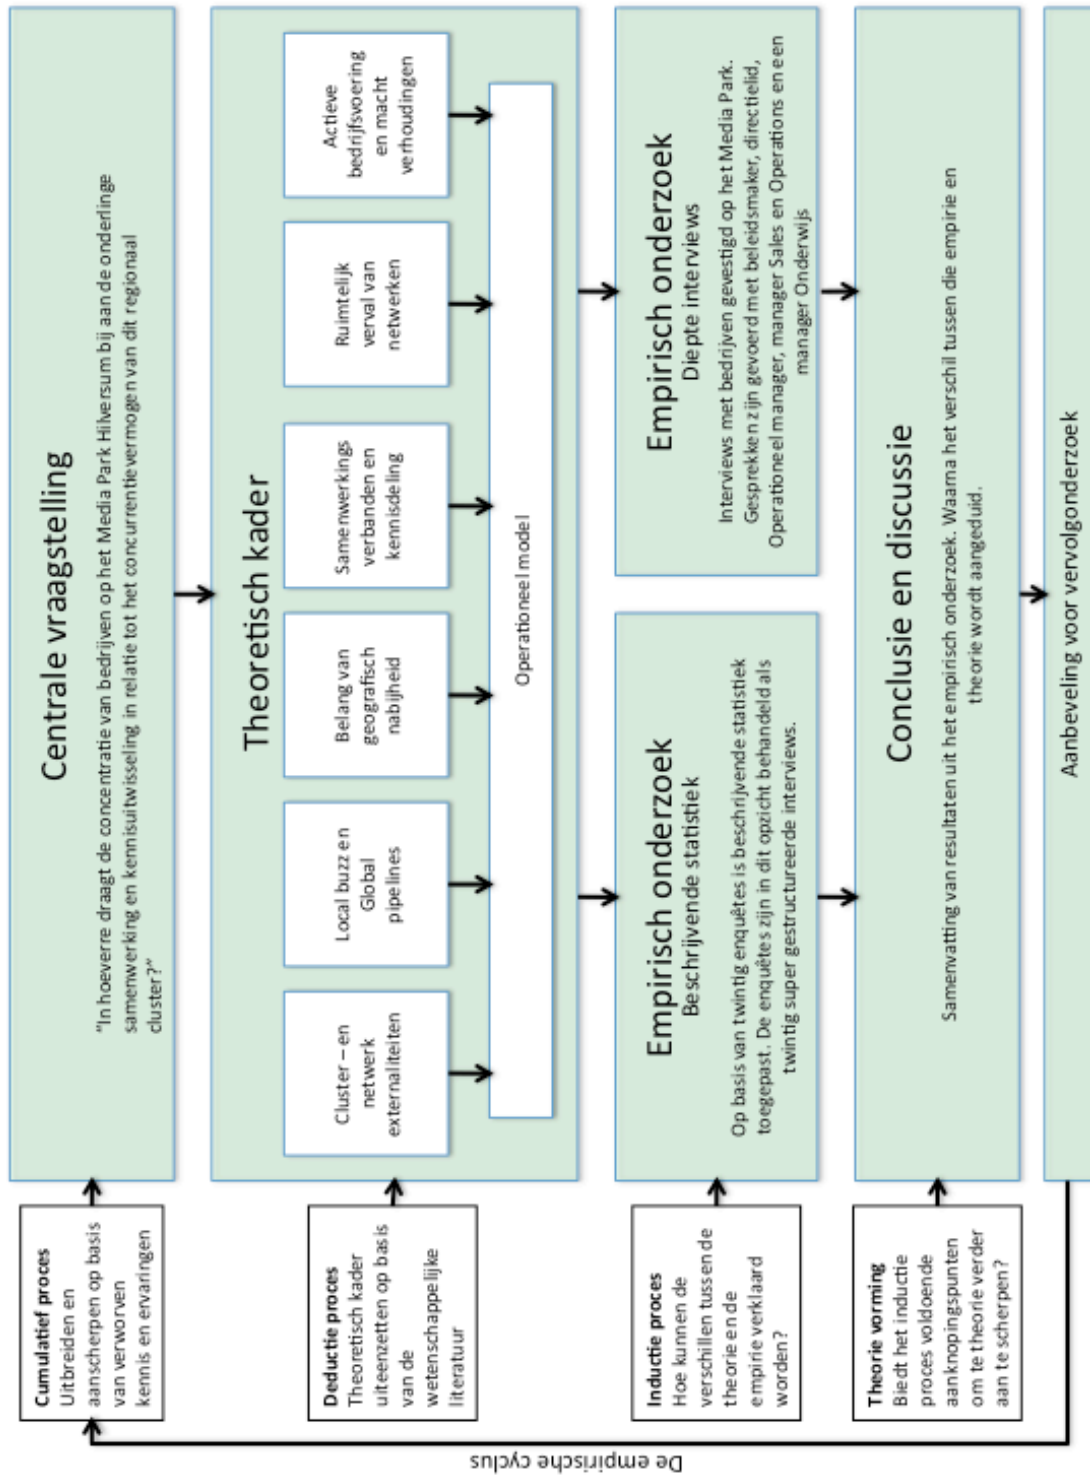 Centrale vraagstelling
"In hoeverre draagt de concentratie van bedrijven op het Media Park Hilversum bij aan de onderlinge
samenwerking en kennisuitwisseling in relatie tot het concurrentievermogen van dit regionaal
cluster?"
Cumulatief proces
Uitbreiden en
aanscherpen op basis
van verworven
kennis en ervaringen
Theoretisch kader
Cluster – en
netwerk
externaliteiten
Local buzz en
Global
pipelines
Belang van
geografisch
nabijheid
Samenwerkings
verbanden en
kennisdeling
Ruimtelijk
verval van
netwerken
Actieve
bedrijfsvoering
en macht
verhoudingen
Operationeel model
Deductie proces
Theoretisch kader
uiteenzetten op basis
van de
wetenschappelijke
literatuur
Empirisch onderzoek
Beschrijvende statistiek
Op basis van twintig enquêtes is beschrijvende statistiek
toegepast. De enquêtes zijn in dit opzicht behandeld als
twintig super gestructureerde interviews.
Empirisch onderzoek
Diepte interviews
Interviews met bedrijven gevestigd op het Media Park.
Gesprekken zijn gevoerd met beleidsmaker, directielid,
Operationeel manager, manager Sales en Operations en een
manager Onderwijs
Inductie proces
Hoe kunnen de
verschillen tussen de
theorie en de
empirie verklaard
worden?
Conclusie en discussie
Samenvatting van resultaten uit het empirisch onderzoek. Waarna het verschil tussen die empirie en
theorie wordt aangeduid.
Theorie vorming
Biedt het inductie
proces voldoende
aanknopingspunten
om te theorie verder
aan te scherpen?
Aanbeveling voor vervolgonderzoek
De empirische cyclus